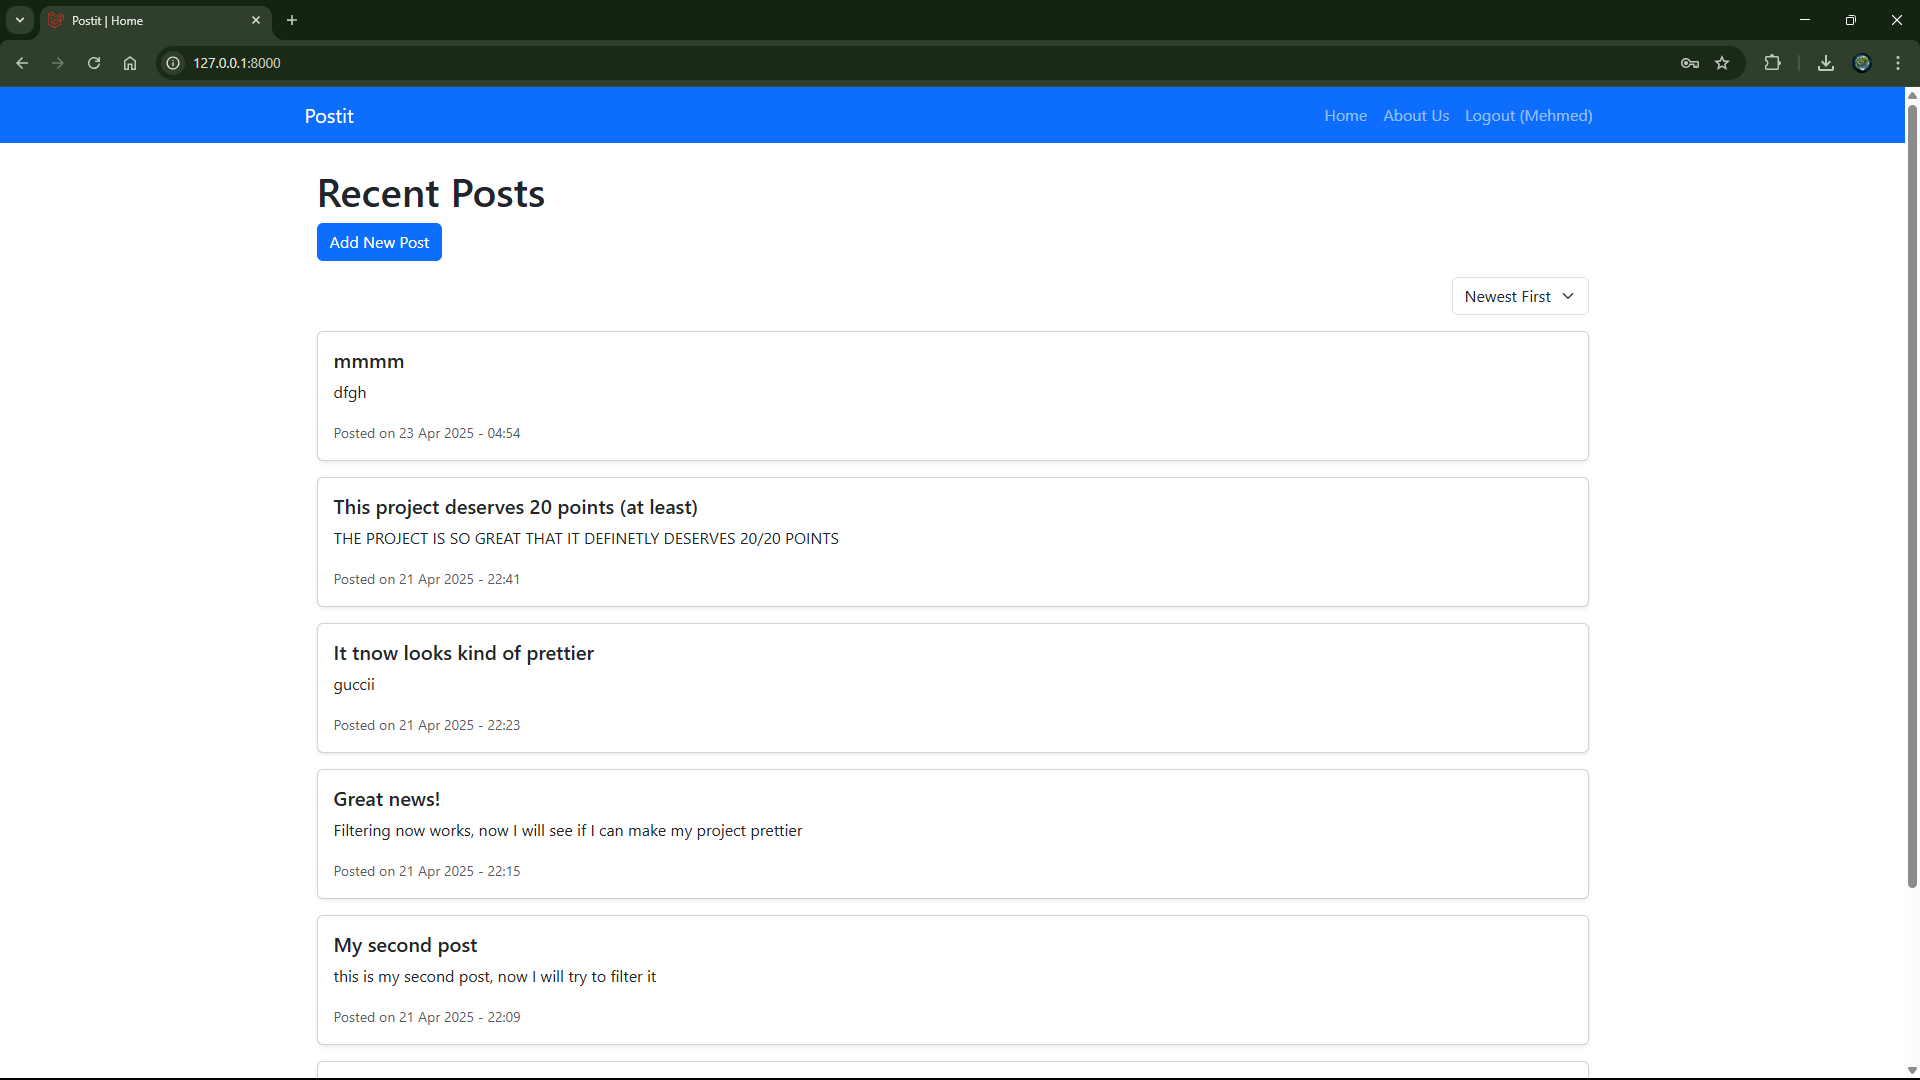 Postit | Home
127.0.0.1:8000
Postit
Home About Us Logout (Mehmed)
Recent Posts
Add New Post
Newest First
mmmm
dfgh
Posted on 23 Apr 2025 - 04:54
This project deserves 20 points (at least)
THE PROJECT IS SO GREAT THAT IT DEFINETLY DESERVES 20/20 POINTS
Posted on 21 Apr 2025 - 22:41
It tnow looks kind of prettier
guccii
Posted on 21 Apr 2025 - 22:23
Great news!
Filtering now works, now I will see if I can make my project prettier
Posted on 21 Apr 2025 - 22:15
My second post
this is my second post, now I will try to filter it
Posted on 21 Apr 2025 - 22:09